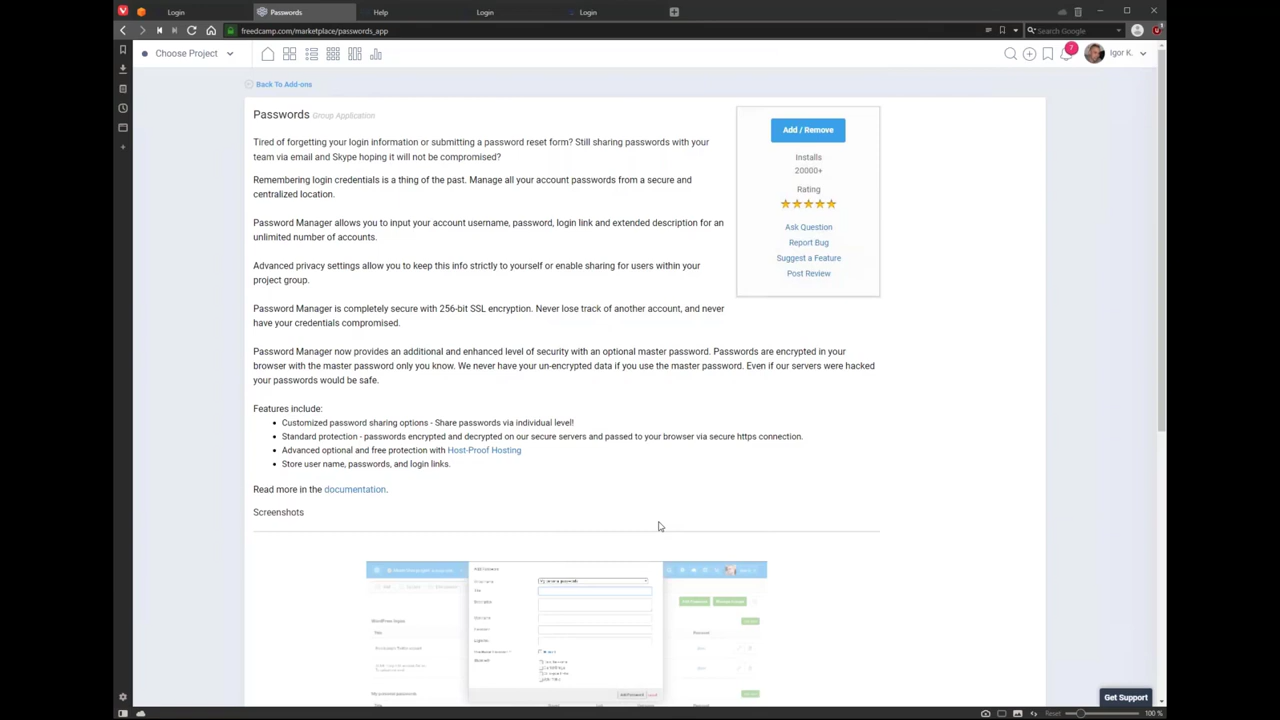 Login
Passwords
Help
Login
Login
freedcamp.com/marketplace/passwords_app
Search Google
Choose Project
7
Igor K.
Back To Add-ons
Passwords Group Application
Tired of forgetting your login information or submitting a password reset form? Still sharing passwords with your
team via email and Skype hoping it will not be compromised?
Remembering login credentials is a thing of the past. Manage all your account passwords from a secure and
centralized location.
Password Manager allows you to input your account username, password, login link and extended description for an
unlimited number of accounts.
Advanced privacy settings allow you to keep this info strictly to yourself or enable sharing for users within your
project group.
Password Manager is completely secure with 256-bit SSL encryption. Never lose track of another account, and never
have your credentials compromised.
Password Manager now provides an additional and enhanced level of security with an optional master password. Passwords are encrypted in your
browser with the master password only you know. We never have your un-encrypted data if you use the master password. Even if our servers were hacked
your passwords would be safe.
Features include:
Customized password sharing options - Share passwords via individual level!
Standard protection - passwords encrypted and decrypted on our secure servers and passed to your browser via secure https connection.
Advanced optional and free protection with Host-Proof Hosting
Store user name, passwords, and login links.
Read more in the documentation.
Screenshots
Add / Remove
Installs
20000+
Rating
Ask Question
Report Bug
Suggest a Feature
Post Review
Get Support
Reset
100 %